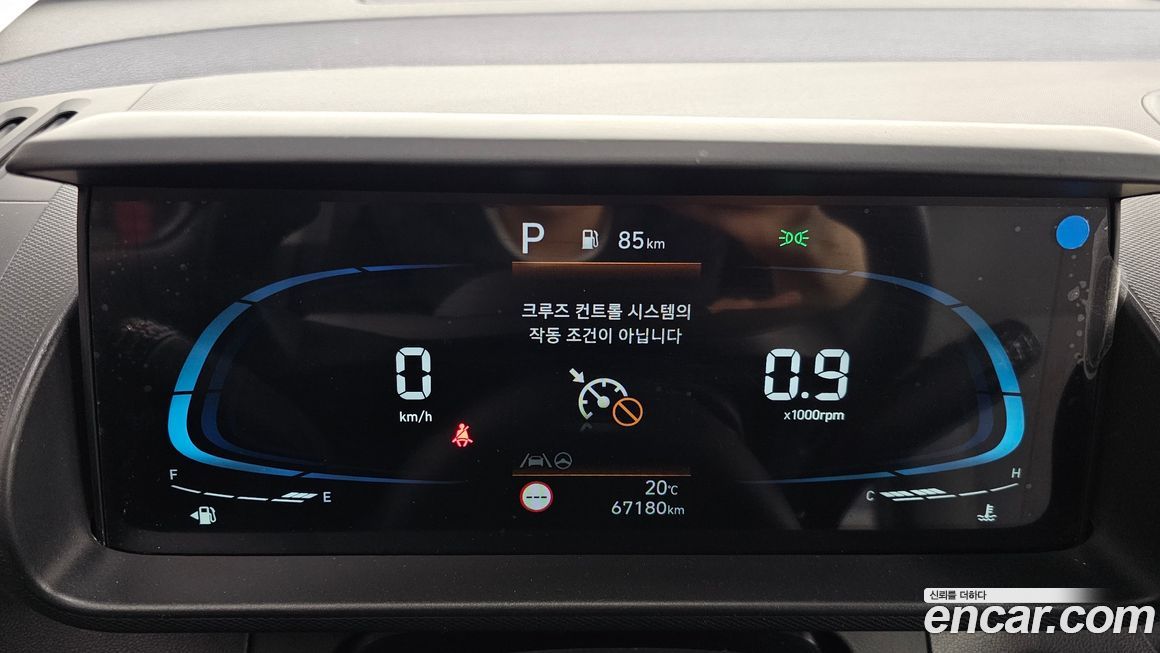 P 85km
크루즈 컨트롤 시스템의
작동 조건이 아닙니다
0
km/h
0.9
x1000rpm
F E
C H
---
20℃
67180km
신뢰를 더하다
encar.com